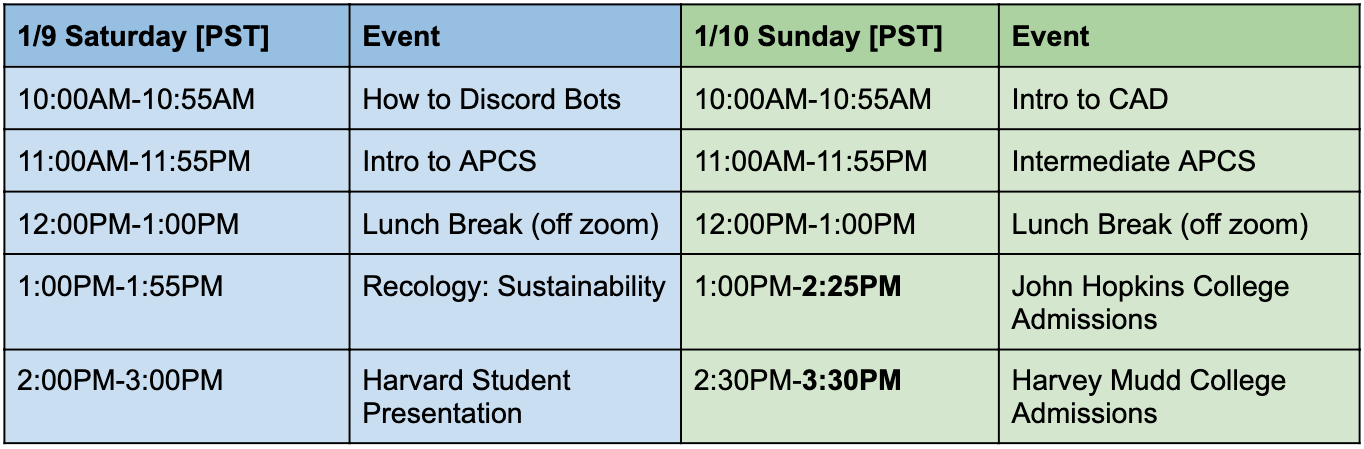 1/9 Saturday [PST] Event 1/10 Sunday [PST] Event
10:00AM-10:55AM How to Discord Bots 10:00AM-10:55AM Intro to CAD
11:00AM-11:55PM Intro to APCS 11:00AM-11:55PM Intermediate APCS
12:00PM-1:00PM Lunch Break (off zoom) 12:00PM-1:00PM Lunch Break (off zoom)
1:00PM-1:55PM Recology: Sustainability 1:00PM-2:25PM John Hopkins College
Admissions
2:00PM-3:00PM Harvard Student 2:30PM-3:30PM Harvey Mudd College
Presentation Admissions